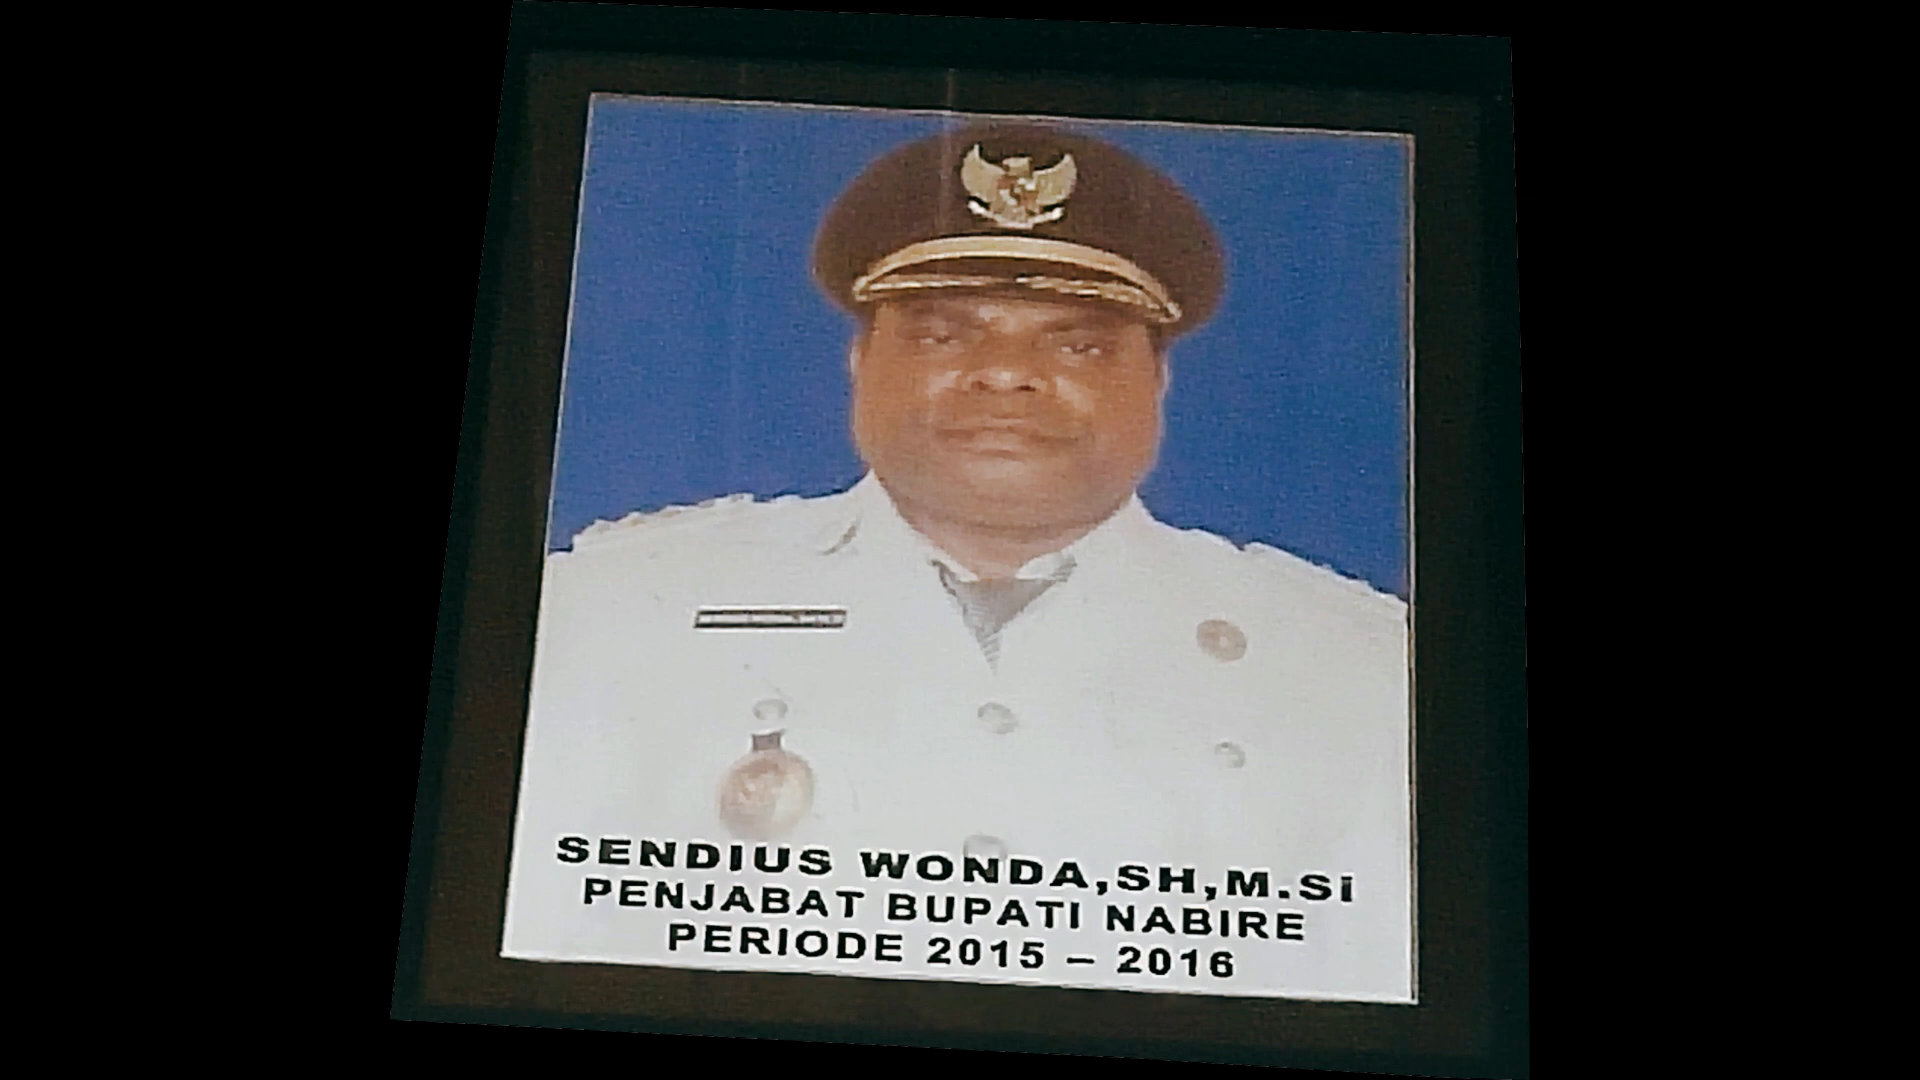 SENDIUS WONDA,SH,M.Si
PENJABAT BUPATI NABIRE
PERIODE 2015 – 2016